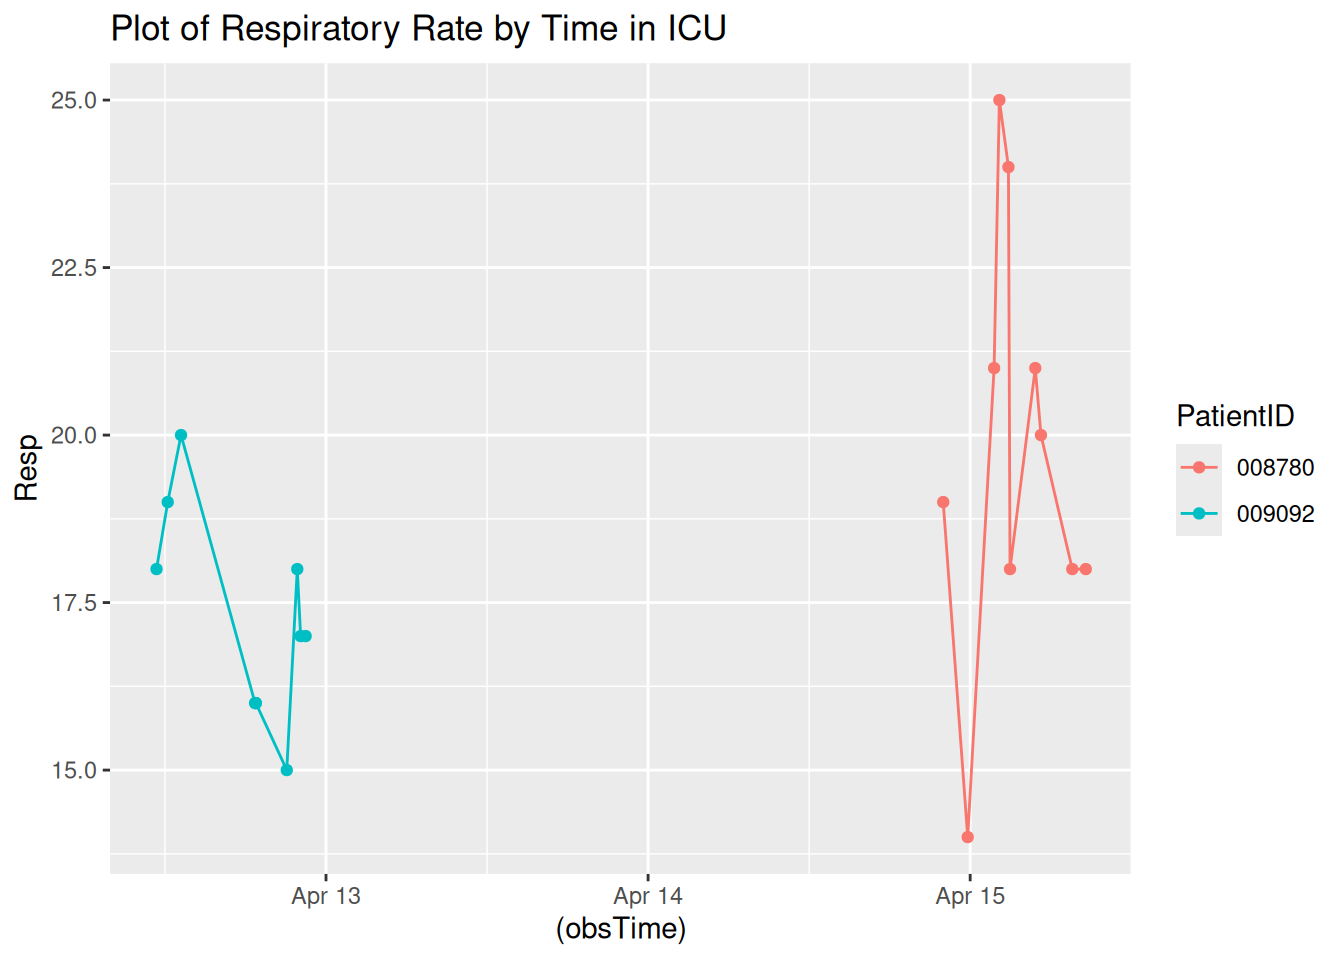 Plot of Respiratory Rate by Time in ICU
25.0
22.5
20.0
17.5
15.0
Resp
Apr 13
Apr 14
Apr 15
(obsTime)
PatientID
008780
009092